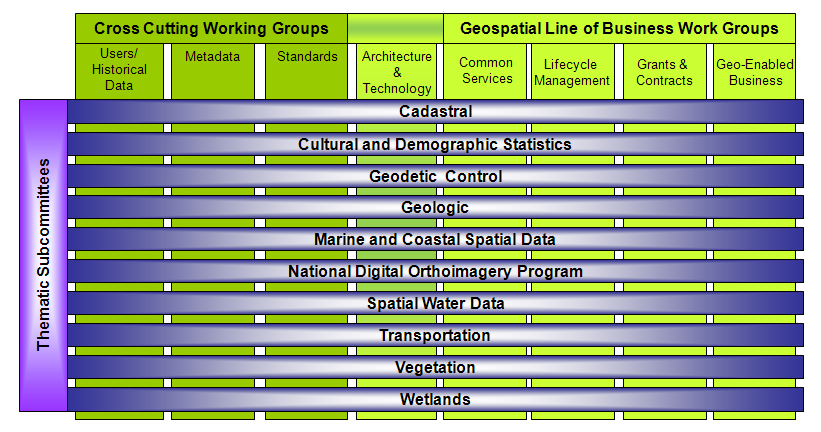 Cross Cutting Working Groups
Geospatial Line of Business Work Groups
Users/
Historical
Data
Metadata
Standards
Architecture
&
Technology
Common
Services
Lifecycle
Management
Grants &
Contracts
Geo-Enabled
Business
Thematic Subcommittees
Cadastral
Cultural and Demographic Statistics
Geodetic Control
Geologic
Marine and Coastal Spatial Data
National Digital Orthoimagery Program
Spatial Water Data
Transportation
Vegetation
Wetlands